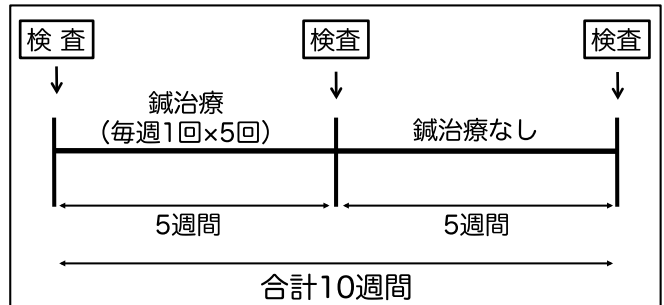 検 査
検査
検査
鍼治療
（毎週1回×5回）
鍼治療なし
5週間
5週間
合計10週間